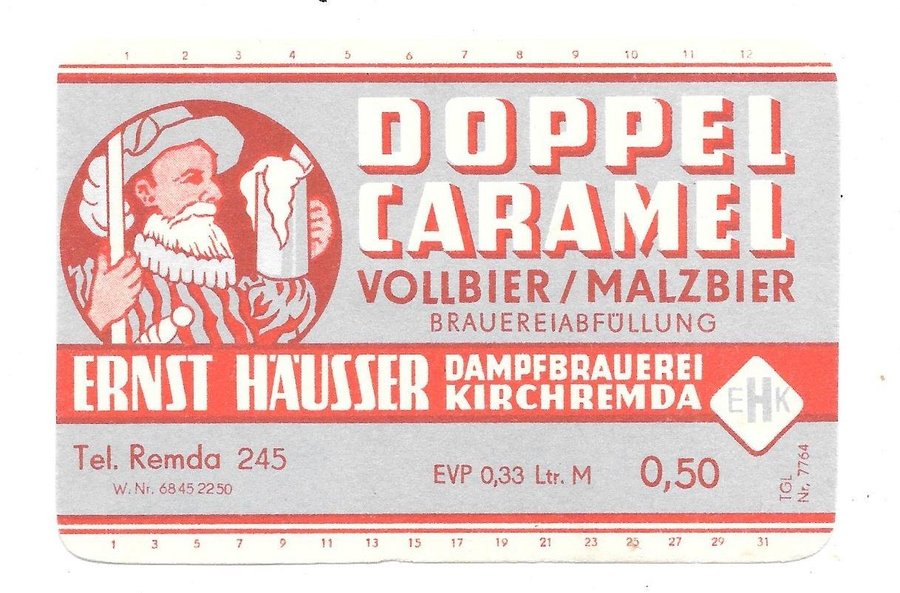 1 2 3 4 5 6 7 8 9 10 11 12
DOPPEL
CARAMEL
VOLLBIER / MALZBIER
BRAUEREIABFÜLLUNG
ERNST HÄUSSER DAMPFBRAUEREI
KIRCHREMDA
EHK
Tel. Remda 245
W. Nr. 68 45 22 50
EVP 0,33 Ltr. M 0,50
TGL
Nr. 7764
1 3 5 7 9 11 13 15 17 19 21 23 25 27 29 31